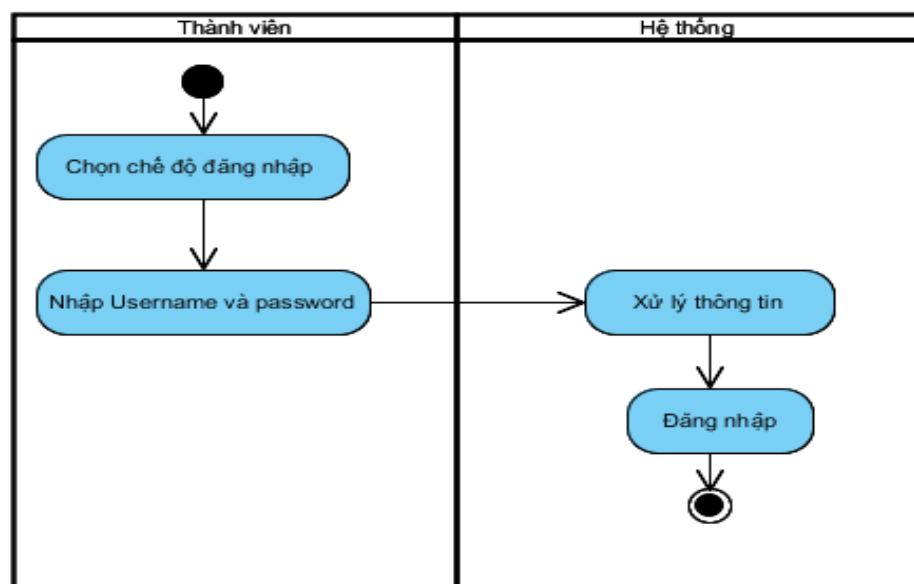 Thành viên
Hệ thống
Chọn chế độ đăng nhập
Nhập Username và password
Xử lý thông tin
Đăng nhập